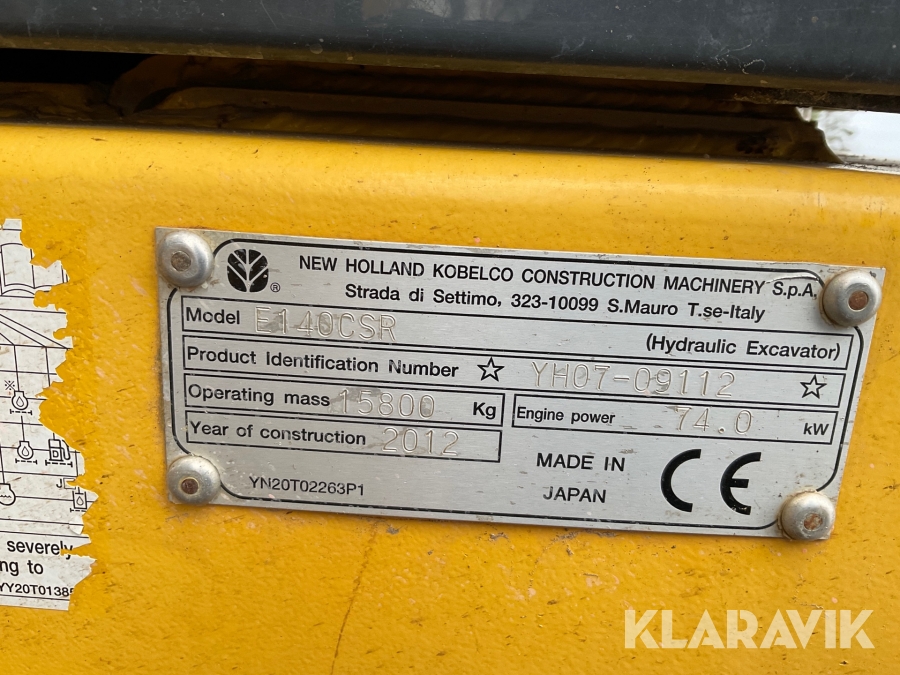 NEW HOLLAND KOBELCO CONSTRUCTION MACHINERY S.p.A.
Strada di Settimo, 323-10099 S.Mauro T.se-Italy
®
Model E140CSR (Hydraulic Excavator)
Product Identification Number ☆ YH07-09112 ☆
Operating mass 15800 Kg Engine power 74.0 kW
Year of construction 2012
MADE IN
JAPAN
CE
YN20T02263P1
severely
ng to
YY20T0138
KLARAVIK